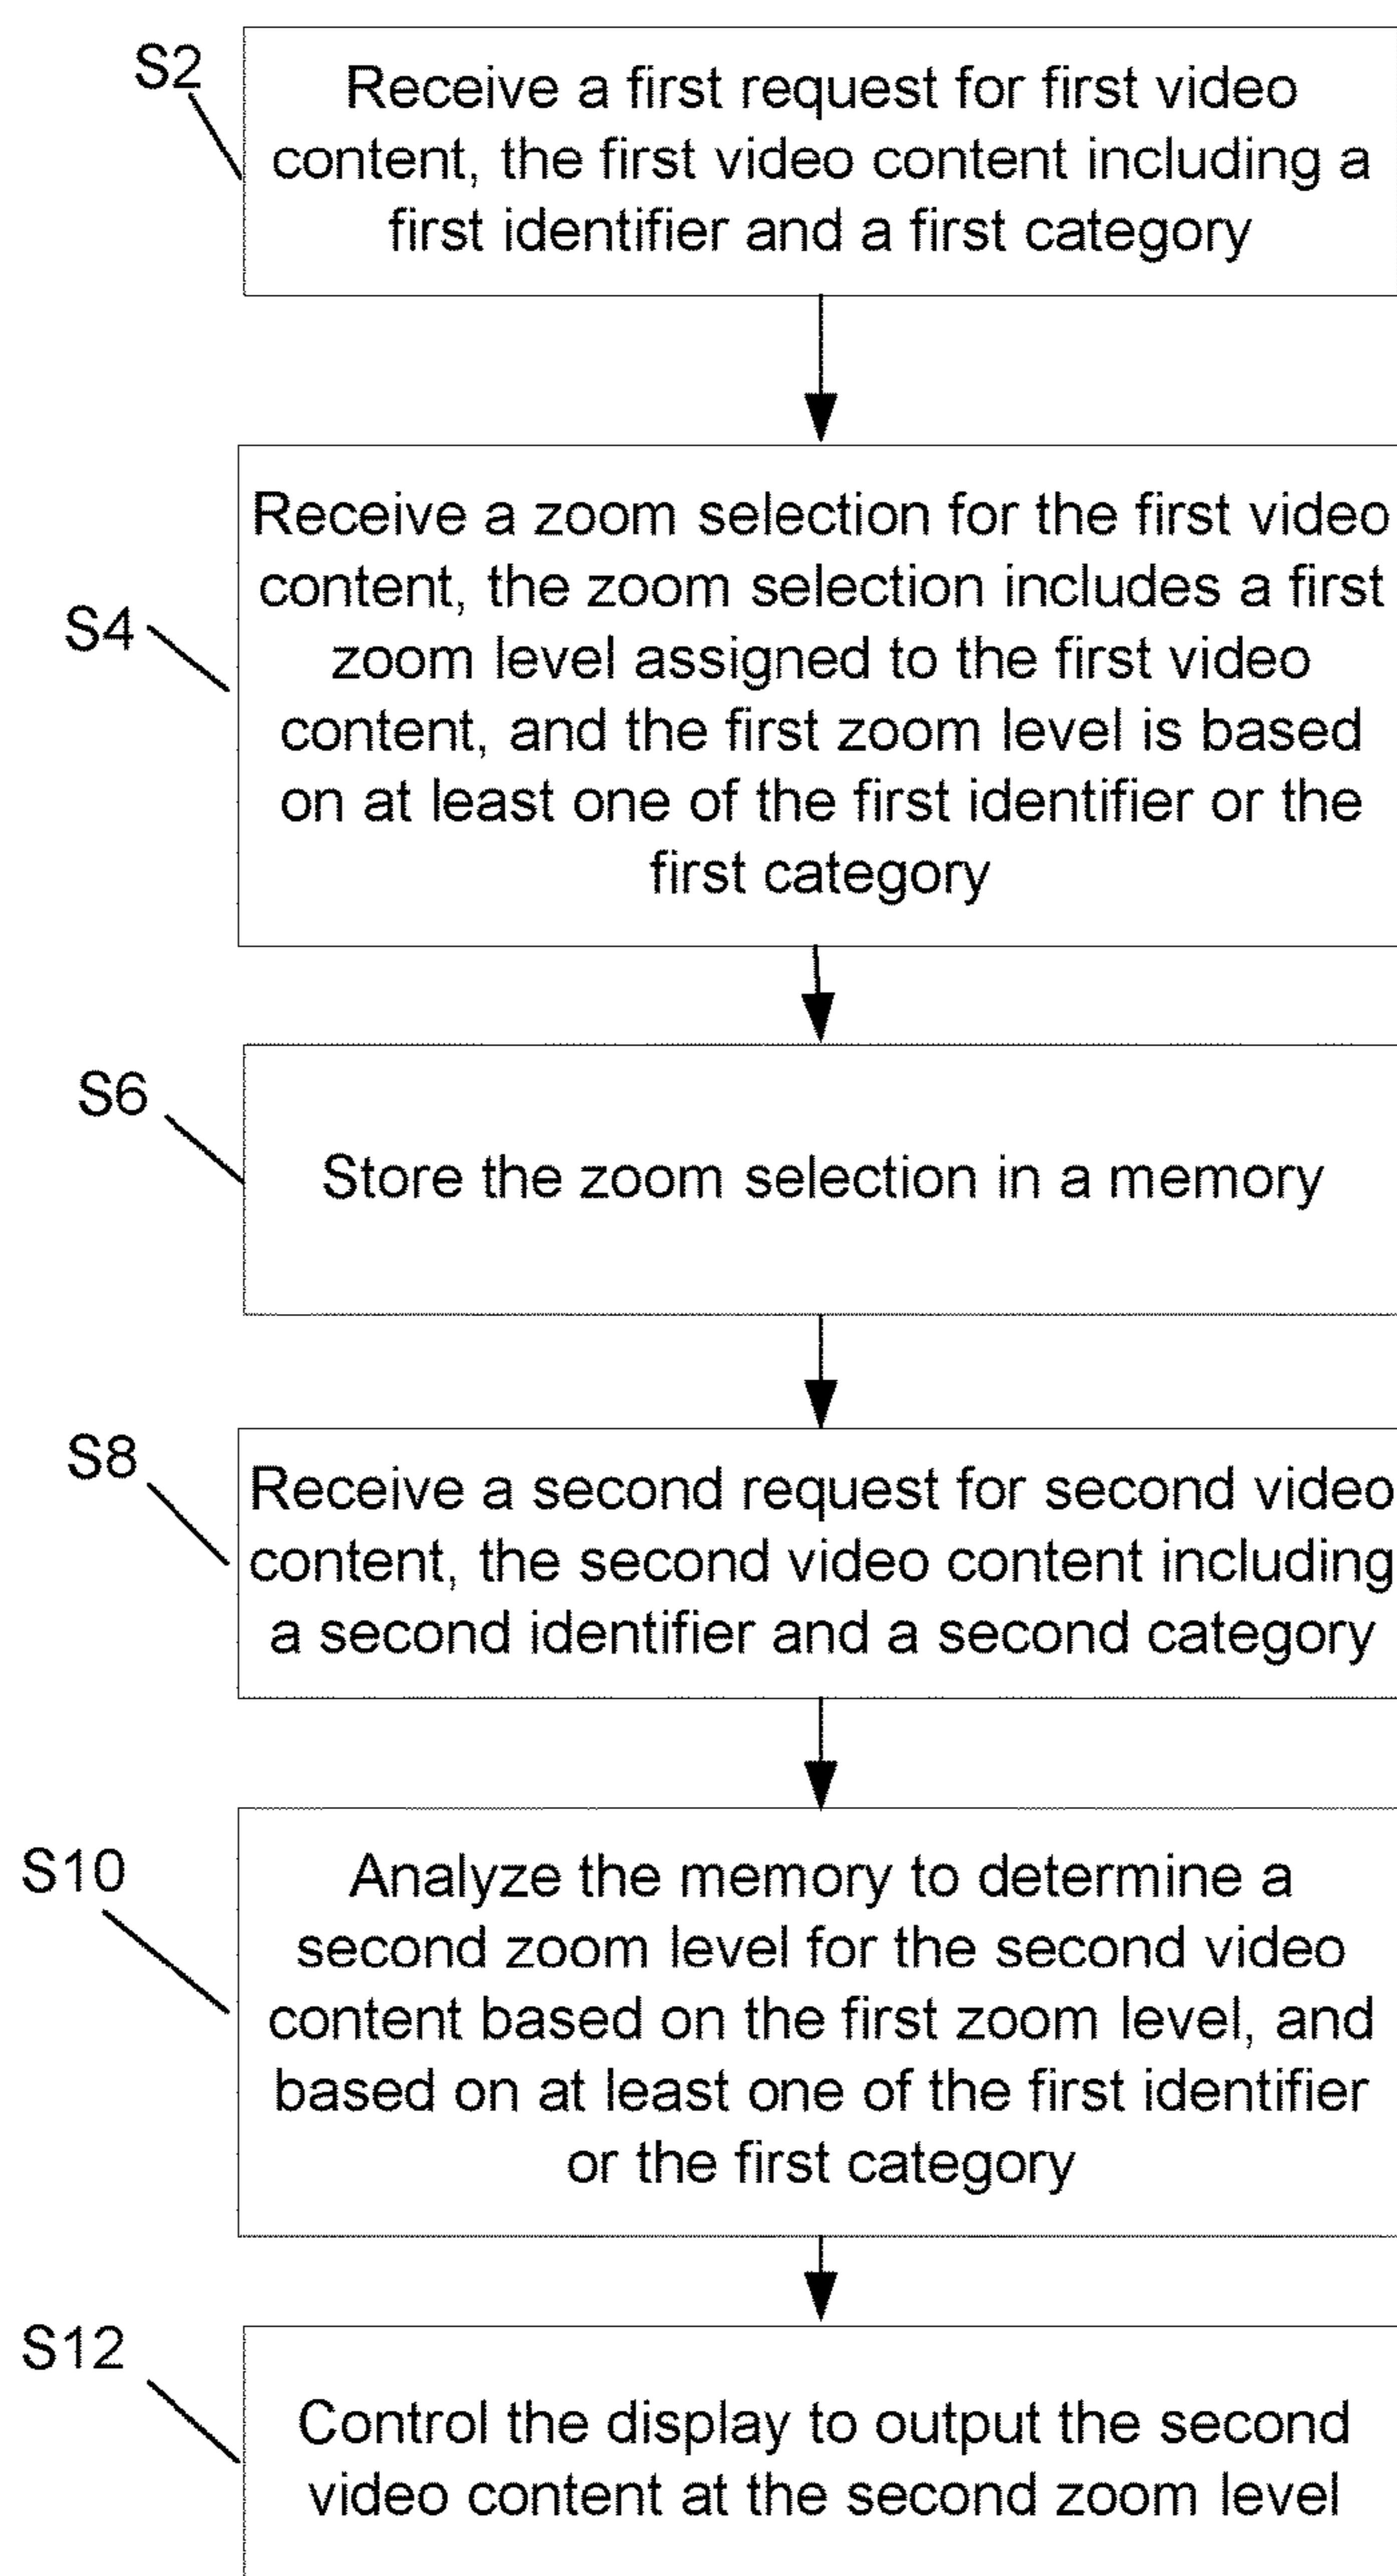 S2
Receive a first request for first video
content, the first video content including a
first identifier and a first category
S4
Receive a zoom selection for the first video
content, the zoom selection includes a first
zoom level assigned to the first video
content, and the first zoom level is based
on at least one of the first identifier or the
first category
S6
Store the zoom selection in a memory
S8
Receive a second request for second video
content, the second video content including
a second identifier and a second category
S10
Analyze the memory to determine a
second zoom level for the second video
content based on the first zoom level, and
based on at least one of the first identifier
or the first category
S12
Control the display to output the second
video content at the second zoom level